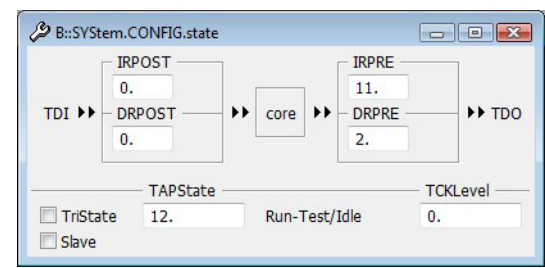 B::SYStem.CONFIG.state
IRPOST IRPRE
0. 11.
TDI DRPOST core DRPRE TDO
0. 2.
TAPState TCKLevel
TriState 12. Run-Test/Idle 0.
Slave